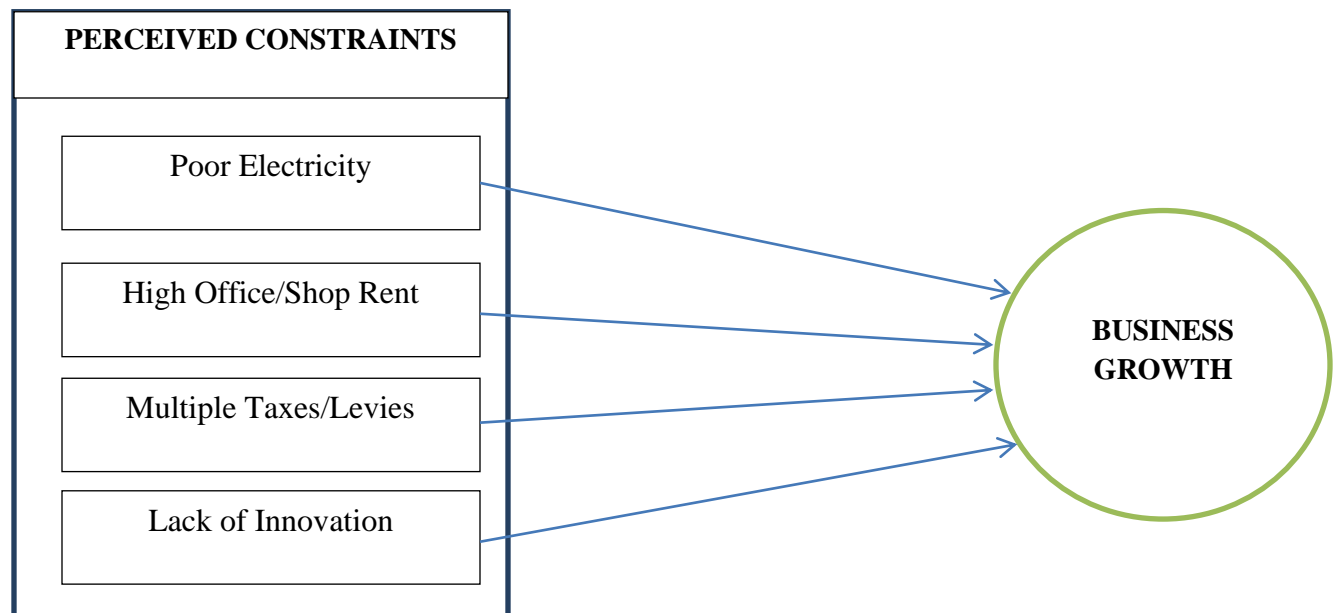 PERCEIVED CONSTRAINTS
Poor Electricity
High Office/Shop Rent
Multiple Taxes/Levies
Lack of Innovation
BUSINESS
GROWTH